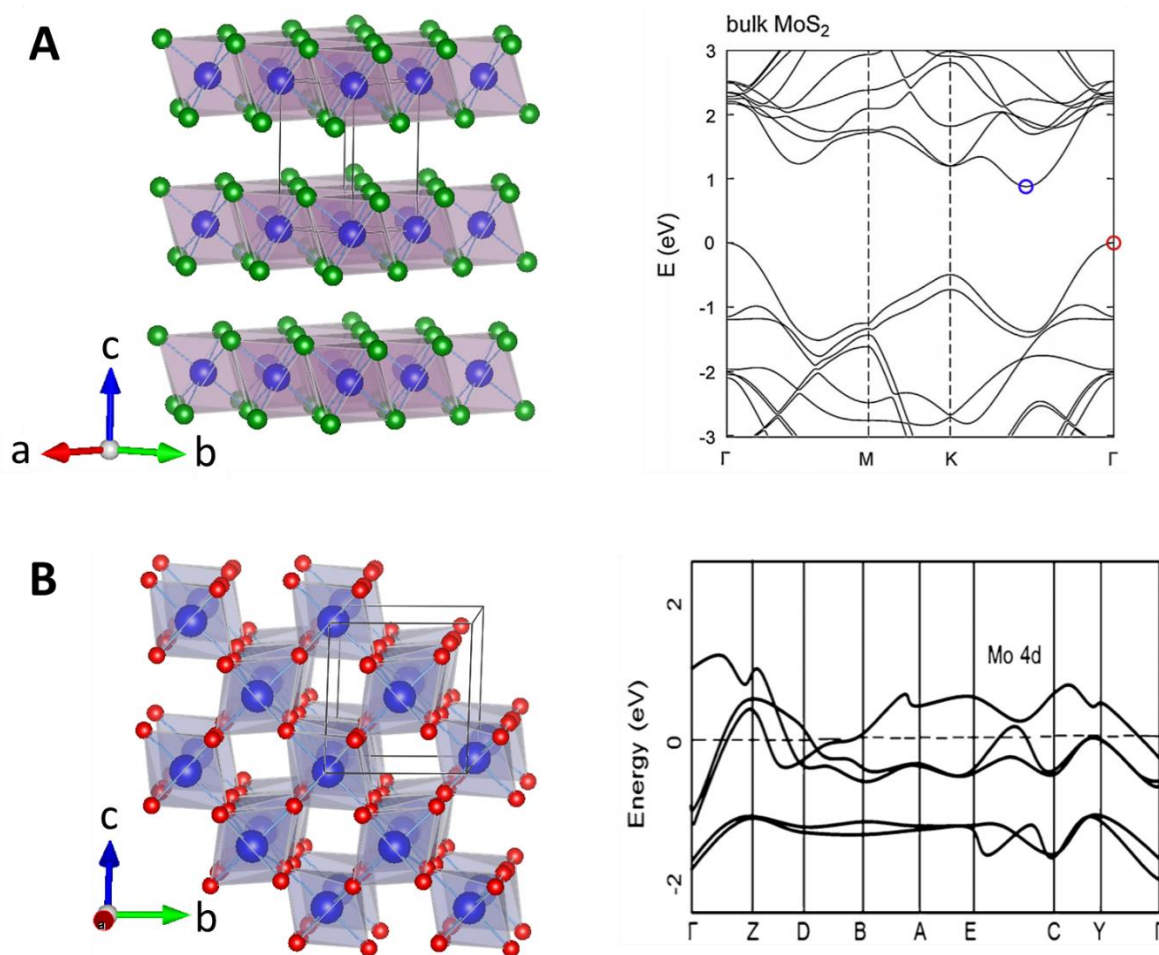 A
c
a
b
bulk MoS₂
3
2
1
0
-1
-2
-3
E (eV)
Γ
M
K
Γ
B
c
a
b
Mo 4d
2
0
-2
Energy (eV)
Γ
Z
D
B
A
E
C
Y
Γ